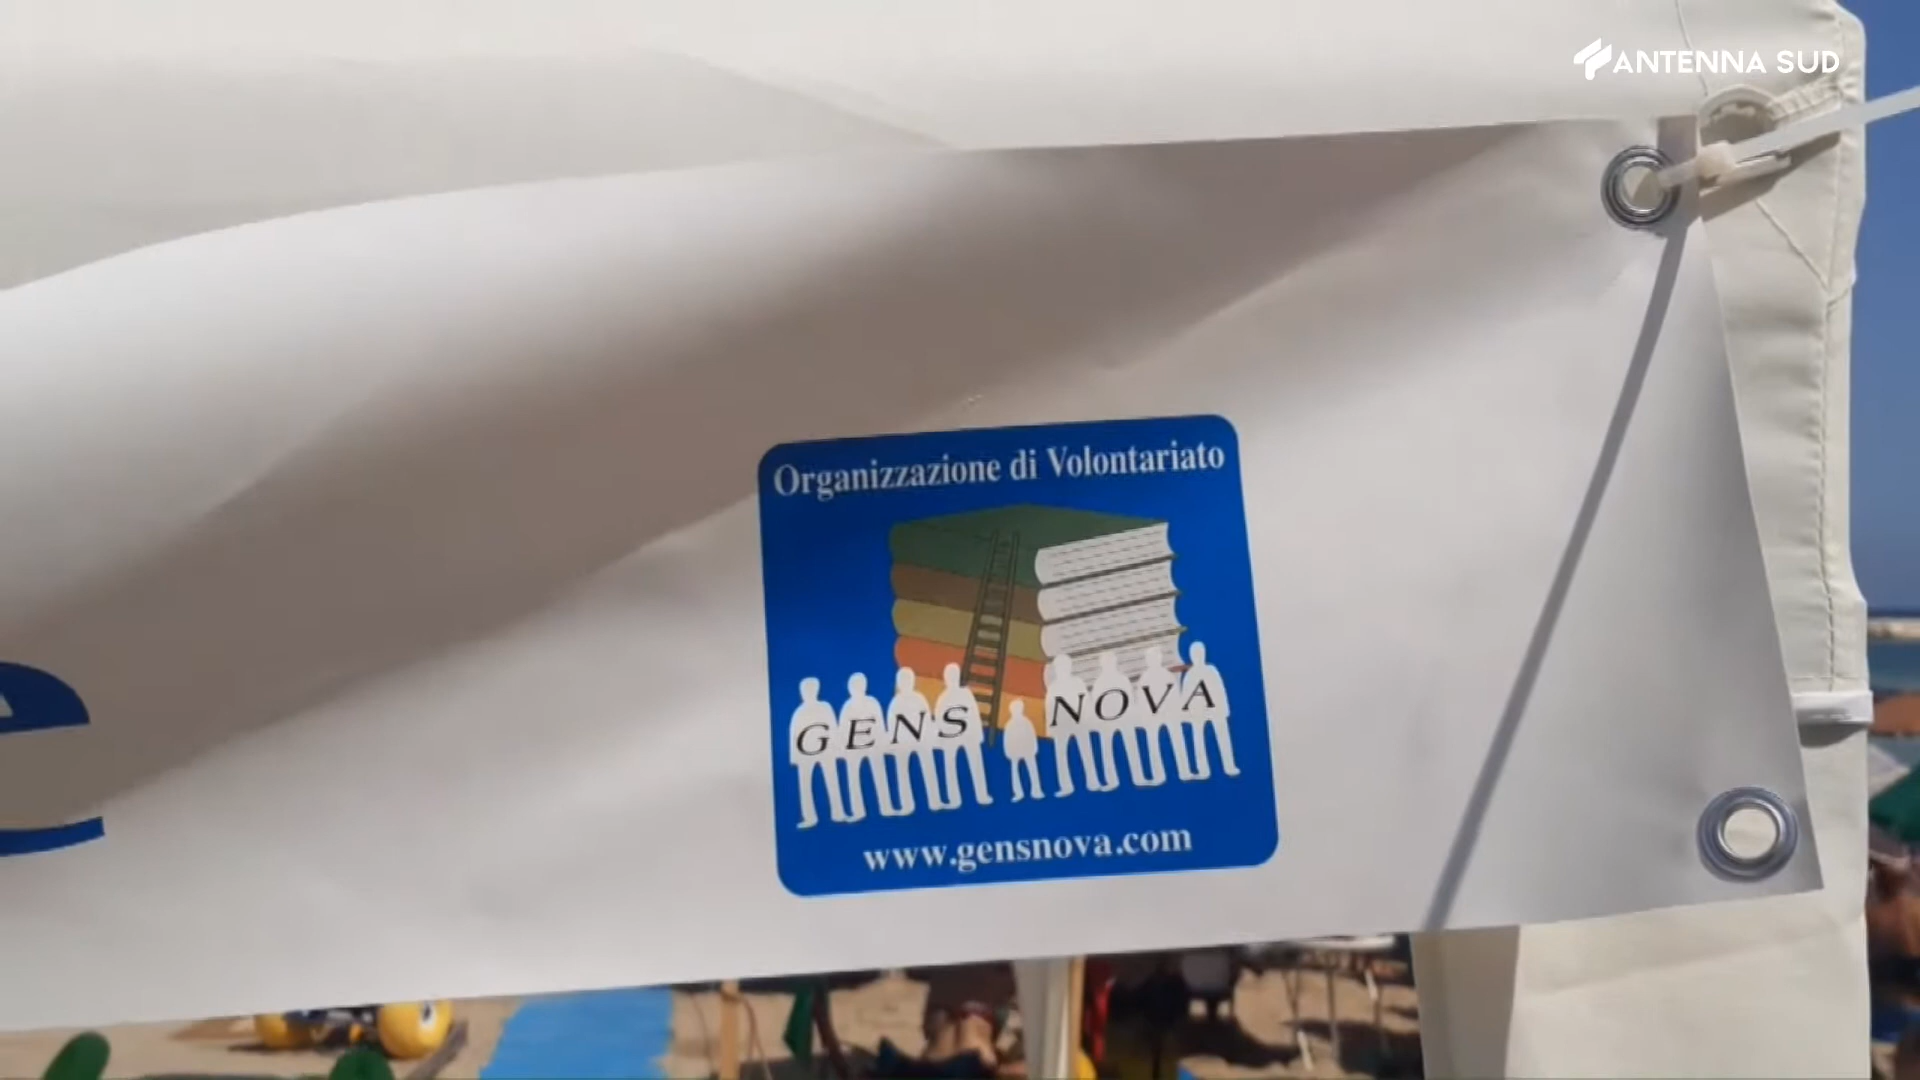 ANTENNA SUD
Organizzazione di Volontariato
GENS NOVA
www.gensnova.com
e